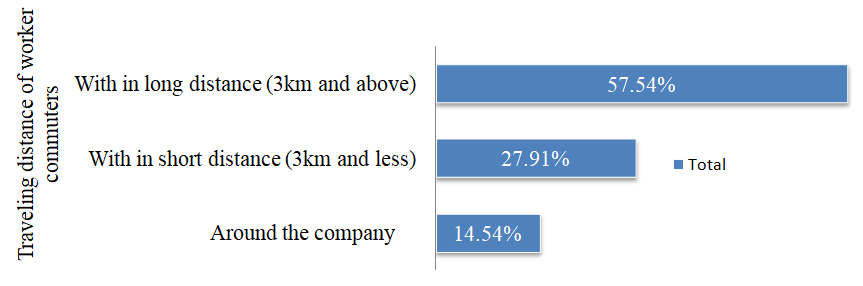 Traveling distance of worker
commuters
With in long distance (3km and above)
57.54%
With in short distance (3km and less)
27.91%
Total
Around the company
14.54%